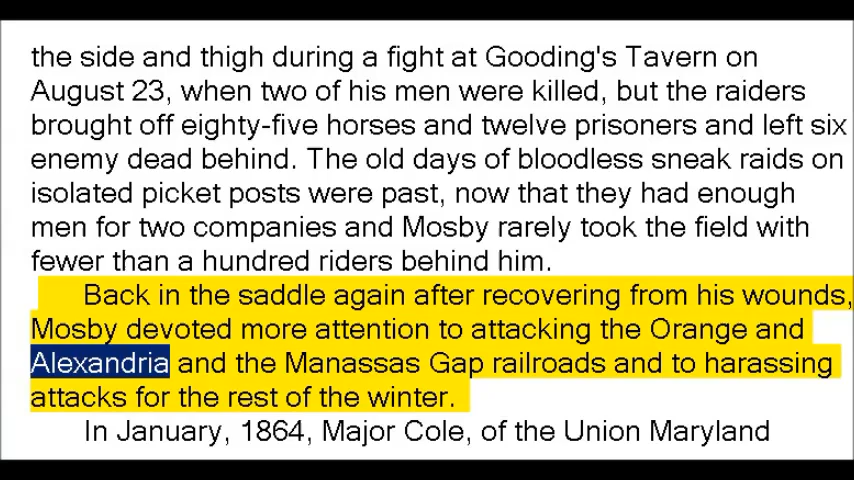 the side and thigh during a fight at Gooding's Tavern on
August 23, when two of his men were killed, but the raiders
brought off eighty-five horses and twelve prisoners and left six
enemy dead behind. The old days of bloodless sneak raids on
isolated picket posts were past, now that they had enough
men for two companies and Mosby rarely took the field with
fewer than a hundred riders behind him.
Back in the saddle again after recovering from his wounds,
Mosby devoted more attention to attacking the Orange and
Alexandria and the Manassas Gap railroads and to harassing
attacks for the rest of the winter.
In January, 1864, Major Cole, of the Union Maryland